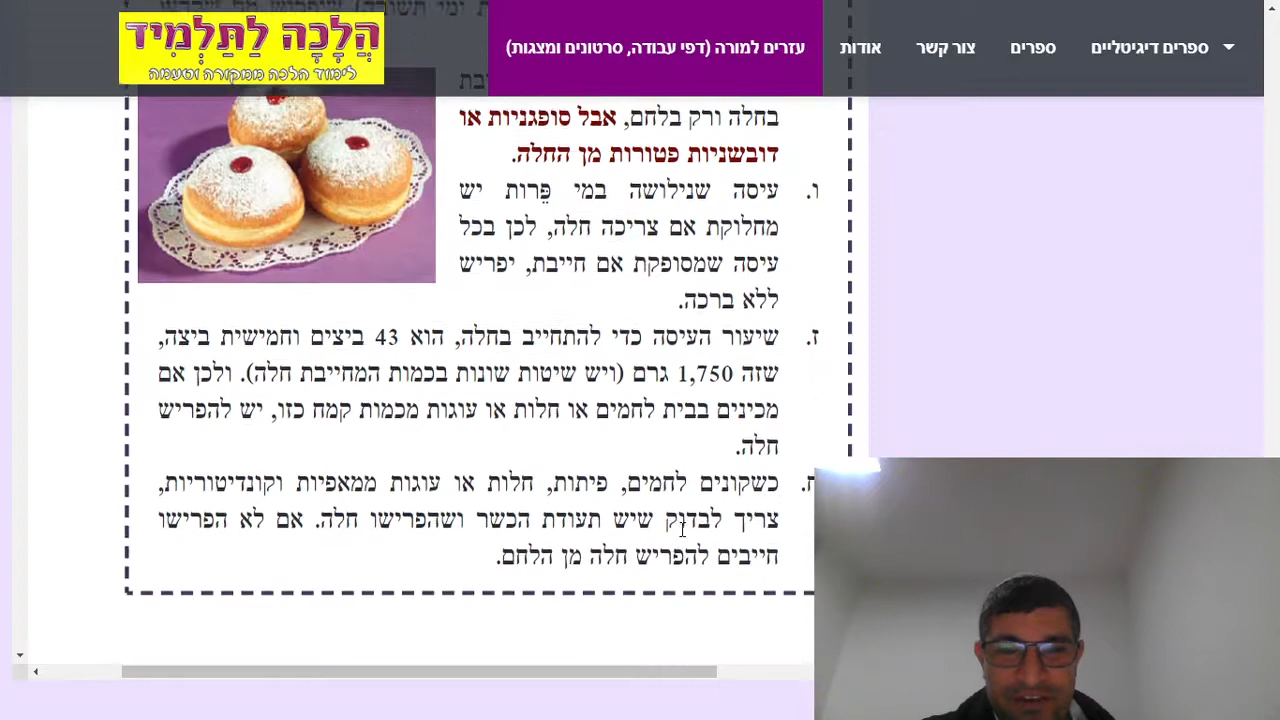 הֲלָכָה לַתַּלְמִיד
לימוד הלכה ממקורה וטעמה
עזרים למורה (דפי עבודה, סרטונים ומצגות)
אודות
צור קשר
ספרים
ספרים דיגיטליים
בחלה ורק בלחם, אבל סופגניות או
דובשניות פטורות מן החלה.
ו. עיסה שנילושה במי פֵּרות יש
מחלוקת אם צריכה חלה, לכן בכל
עיסה שמסופקת אם חייבת, יפריש
ללא ברכה.
ז. שיעור העיסה כדי להתחייב בחלה, הוא 43 ביצים וחמישית ביצה,
שזה 1,750 גרם (ויש שיטות שונות בכמות המחייבת חלה). ולכן אם
מכינים בבית לחמים או חלות או עוגות מכמות קמח כזו, יש להפריש
חלה.
ח. כשקונים לחמים, פיתות, חלות או עוגות ממאפיות וקונדיטוריות,
צריך לבדוק שיש תעודת הכשר ושהפרישו חלה. אם לא הפרישו
חייבים להפריש חלה מן הלחם.